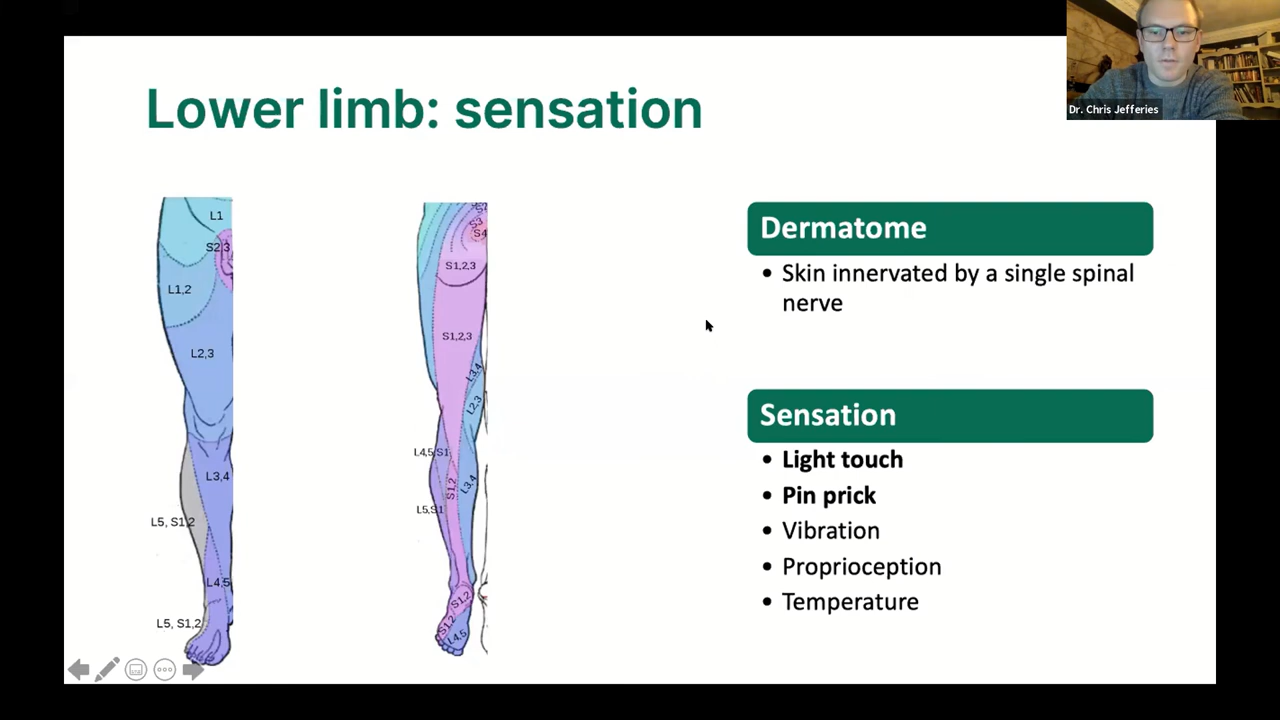 Dr. Chris Jefferies
Lower limb: sensation
L1
S2,3
L1,2
L2,3
L3,4
L5, S1,2
L4,5
L5, S1,2
S3
S4
S1,2,3
S1,2,3
L3,4
L2,3
L4,5,S1
S1,2
L3,4
L5,S1
S1,2
S1,2
L4,5
Dermatome
• Skin innervated by a single spinal
nerve
Sensation
• Light touch
• Pin prick
• Vibration
• Proprioception
• Temperature